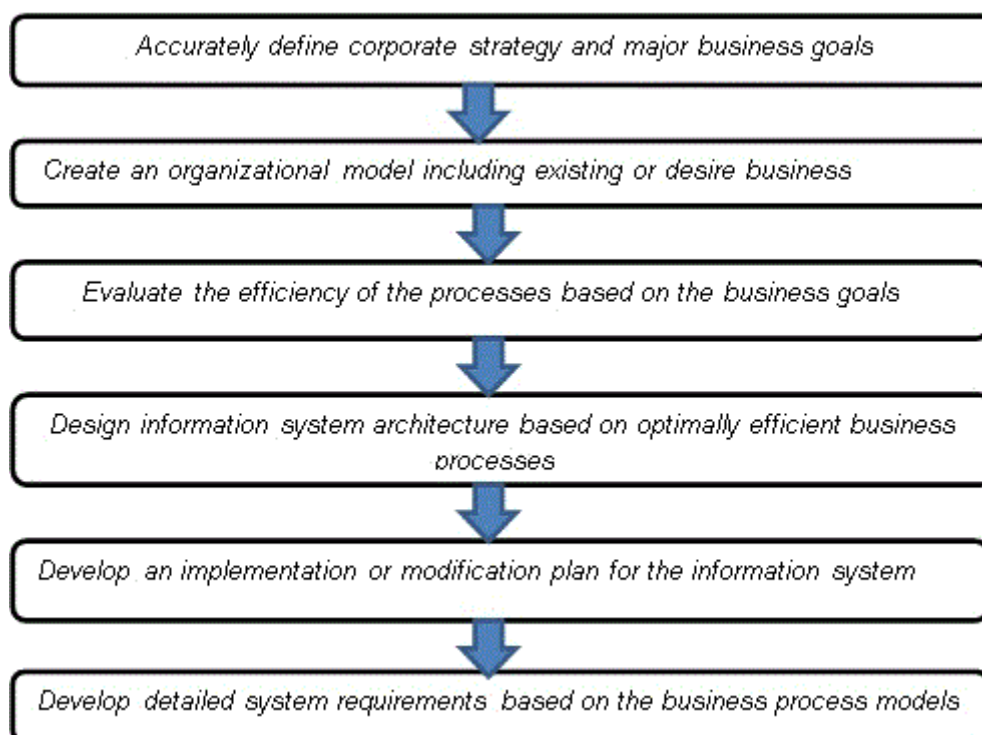 Accurately define corporate strategy and major business goals
Create an organizational model including existing or desire business
Evaluate the efficiency of the processes based on the business goals
Design information system architecture based on optimally efficient business
processes
Develop an implementation or modification plan for the information system
Develop detailed system requirements based on the business process models